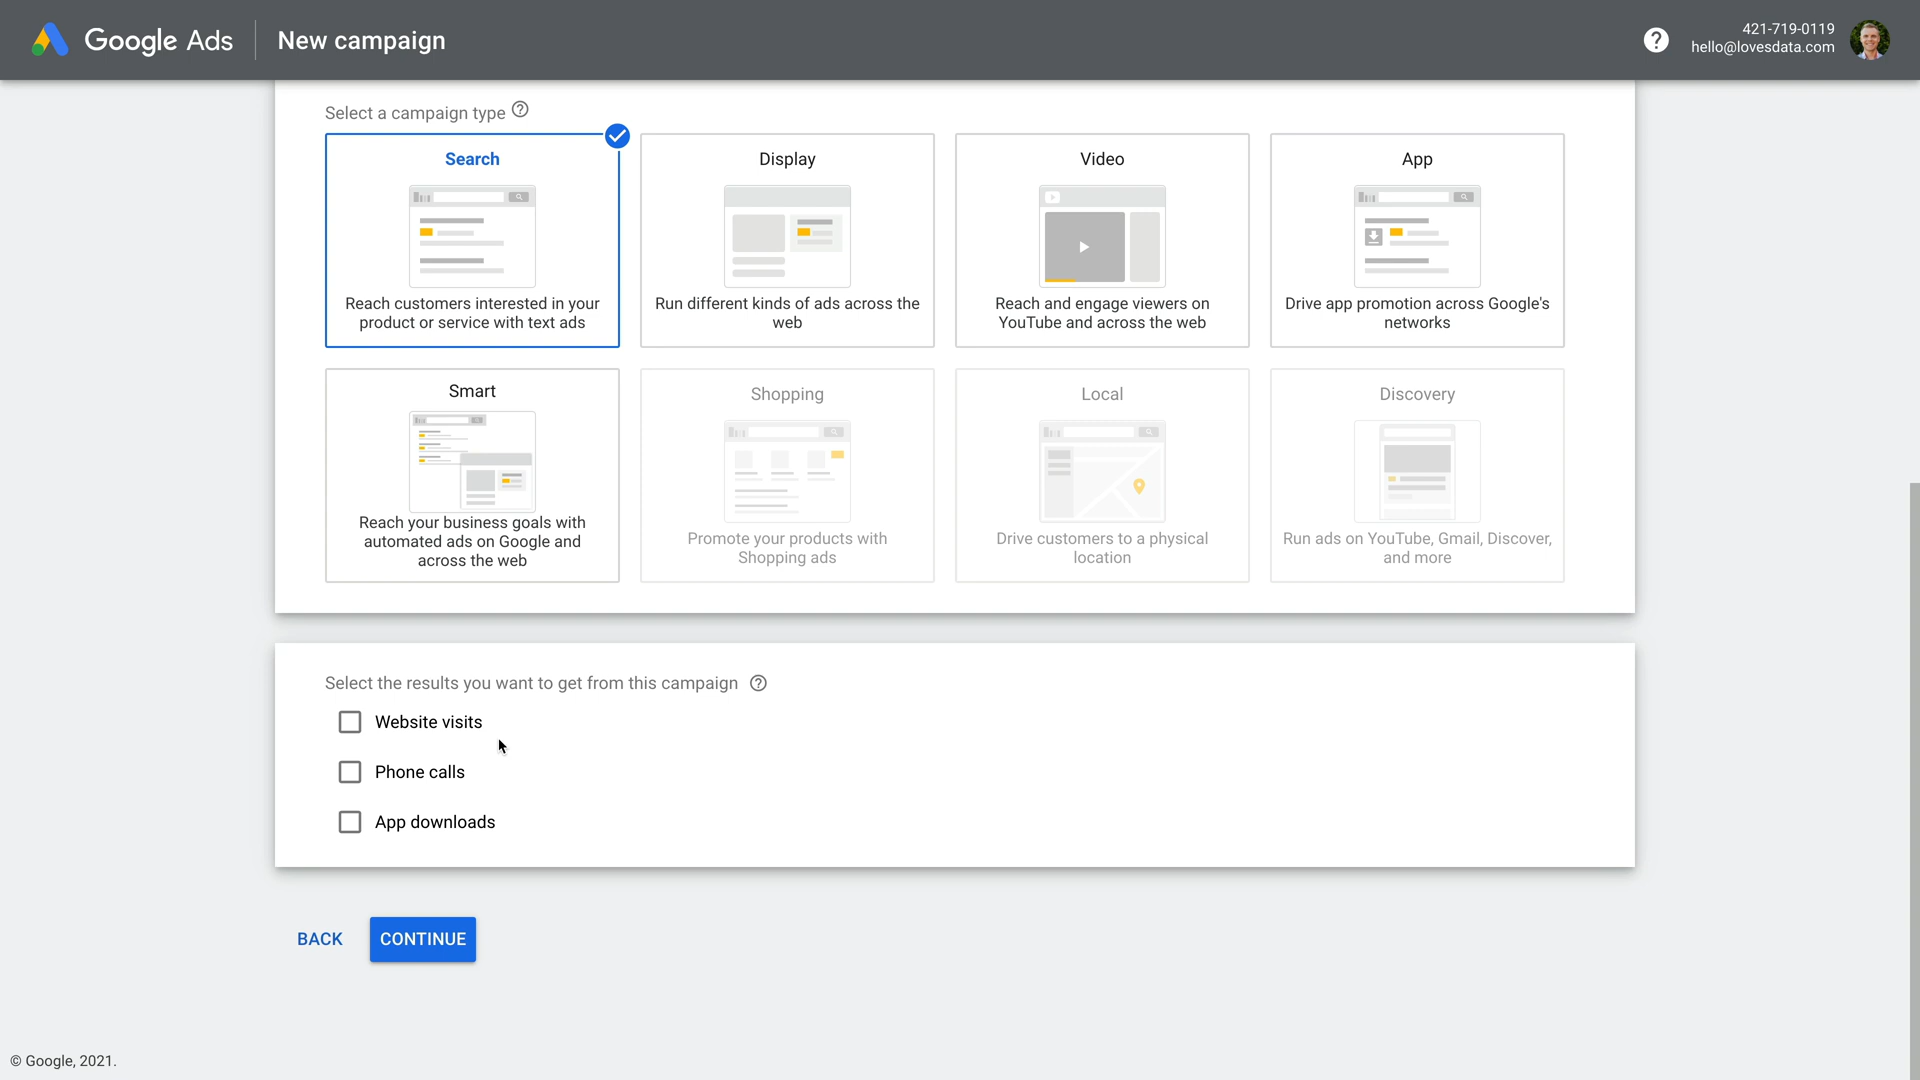 Google Ads
New campaign
421-719-0119
hello@lovesdata.com
Select a campaign type
Search
Reach customers interested in your
product or service with text ads
Display
Run different kinds of ads across the
web
Video
Reach and engage viewers on
YouTube and across the web
App
Drive app promotion across Google's
networks
Smart
Reach your business goals with
automated ads on Google and
across the web
Shopping
Promote your products with
Shopping ads
Local
Drive customers to a physical
location
Discovery
Run ads on YouTube, Gmail, Discover,
and more
Select the results you want to get from this campaign
Website visits
Phone calls
App downloads
BACK
CONTINUE
© Google, 2021.